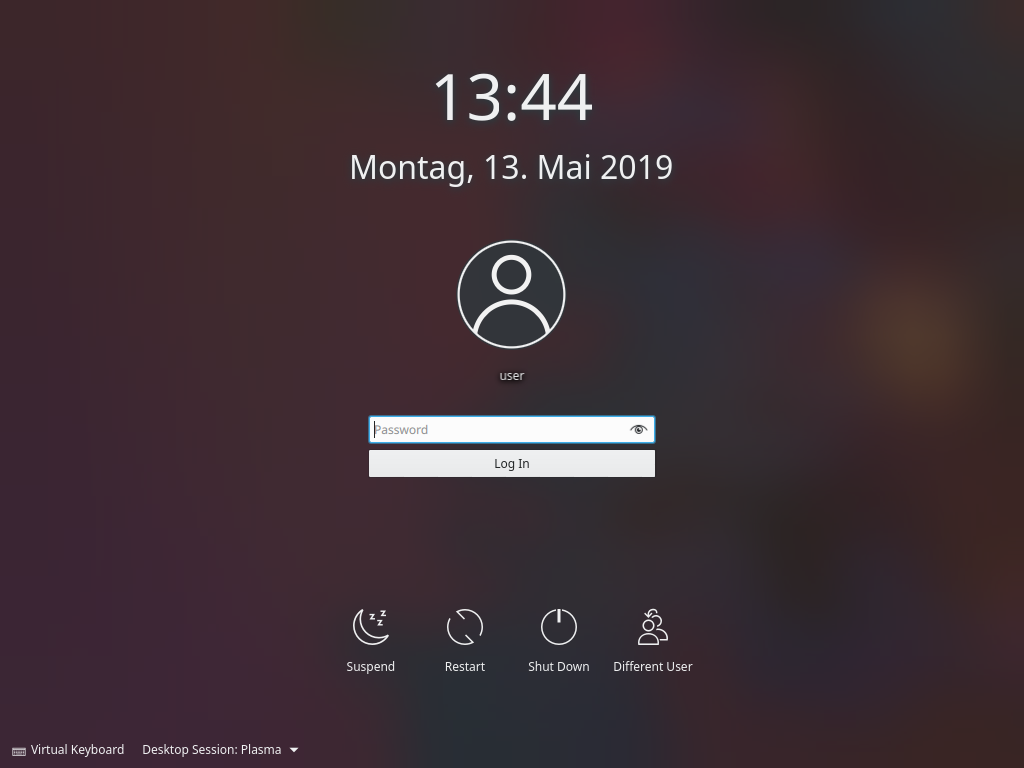 13:44
Montag, 13. Mai 2019
user
Password
Log In
Suspend
Restart
Shut Down
Different User
Virtual Keyboard
Desktop Session: Plasma